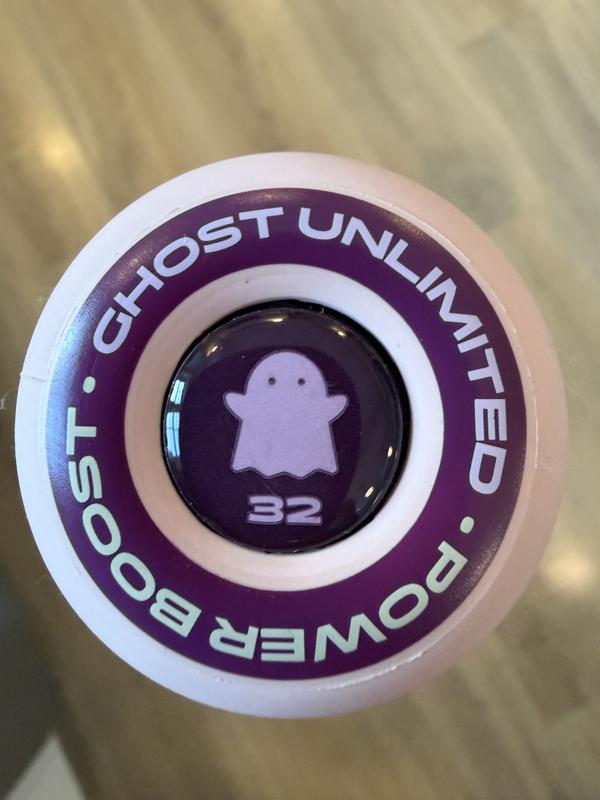 GHOST UNLIMITED •
POWER BOOST •
32